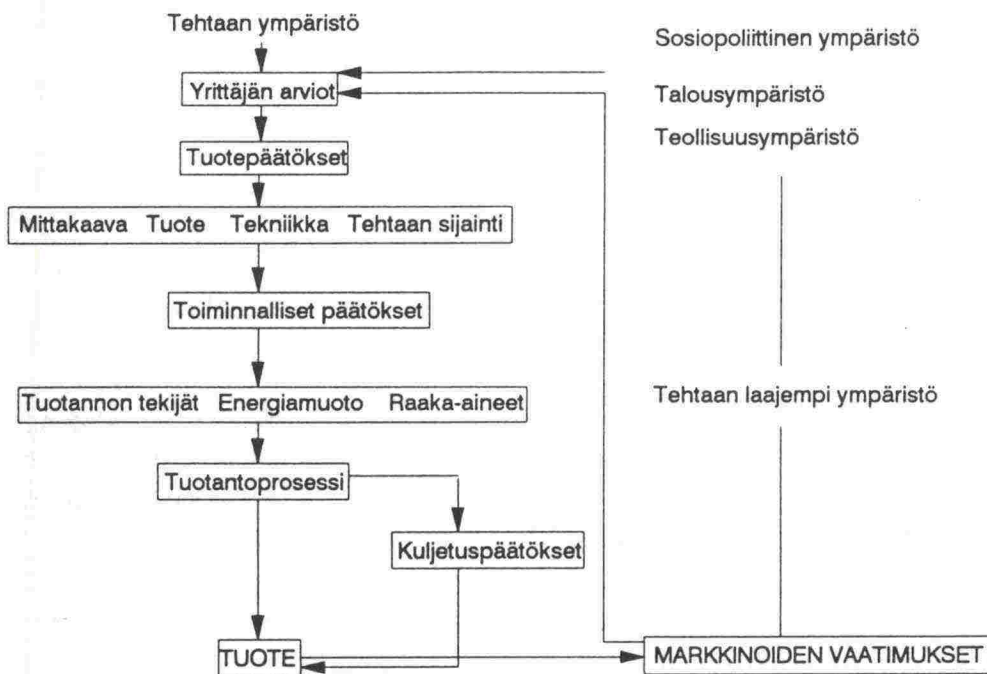 Tehtaan ympäristö
Sosiopoliittinen ympäristö
Yrittäjän arviot
Talousympäristö
Teollisuusympäristö
Tuotepäätökset
Mittakaava Tuote Tekniikka Tehtaan sijainti
Toiminnalliset päätökset
Tuotannon tekijät Energiamuoto Raaka-aineet
Tehtaan laajempi ympäristö
Tuotantoprosessi
Kuljetuspäätökset
TUOTE
MARKKINOIDEN VAATIMUKSET